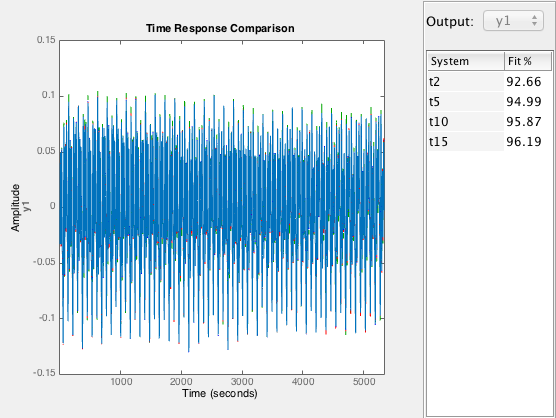 Time Response Comparison
0.15
0.1
0.05
0
-0.05
-0.1
-0.15
Amplitude
y1
1000 2000 3000 4000 5000
Time (seconds)
Output: y1
System Fit %
t2 92.66
t5 94.99
t10 95.87
t15 96.19